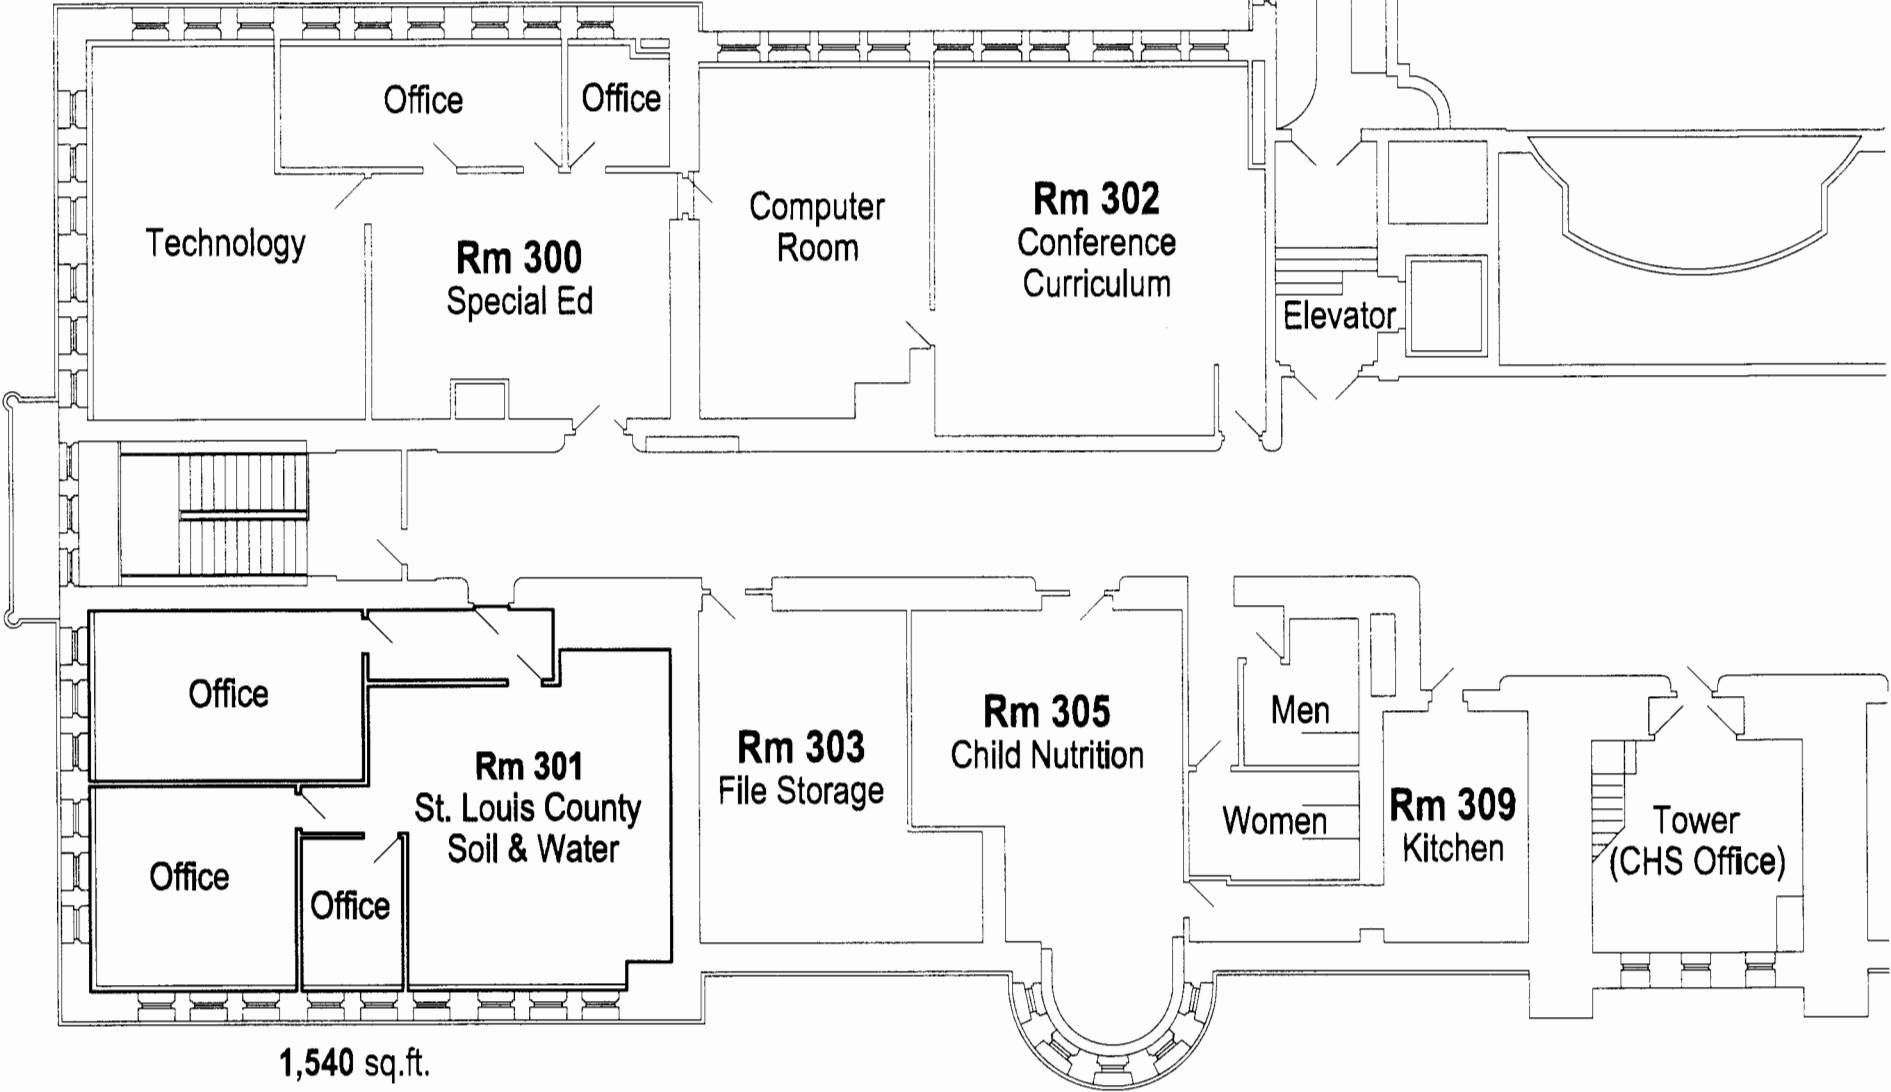 Office
Office
Technology
Rm 300
Special Ed
Computer
Room
Rm 302
Conference
Curriculum
Elevator
Office
Rm 301
St. Louis County
Soil & Water
Office
Office
Rm 303
File Storage
Rm 305
Child Nutrition
Men
Women
Rm 309
Kitchen
Tower
(CHS Office)
1,540 sq.ft.